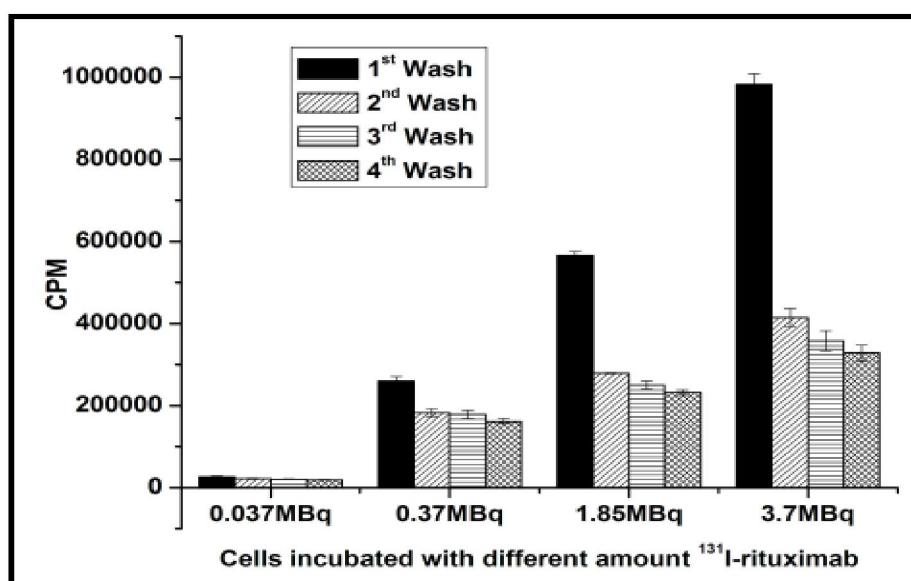 1000000
800000
600000
400000
200000
0
CPM
1st Wash
2nd Wash
3rd Wash
4th Wash
0.037MBq 0.37MBq 1.85MBq 3.7MBq
Cells incubated with different amount 131I-rituximab